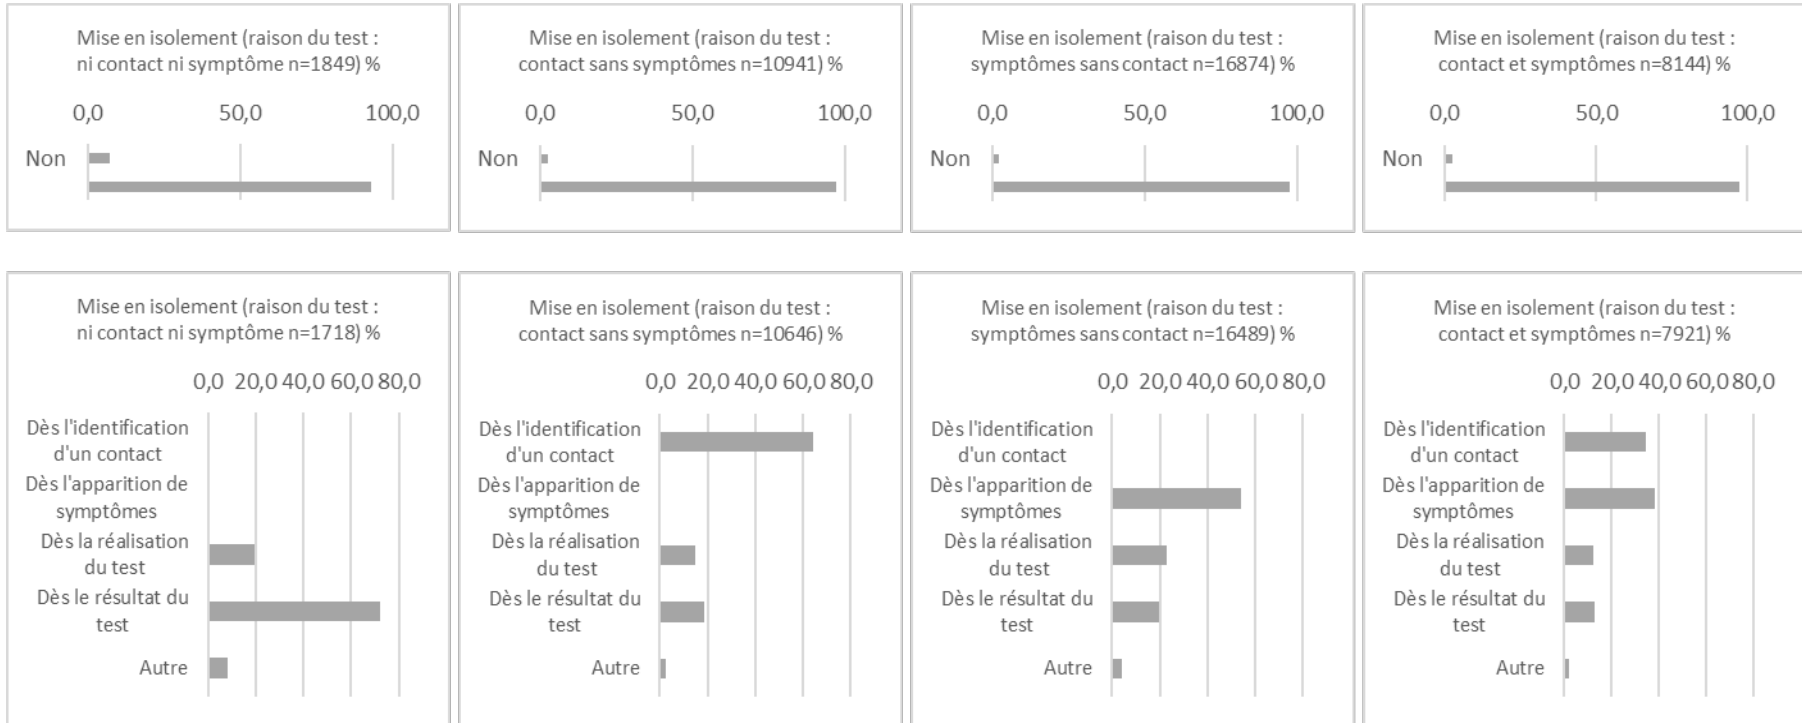 Mise en isolement (raison du test :
ni contact ni symptôme n=1849) %
0,0 50,0 100,0
Non
Mise en isolement (raison du test :
contact sans symptômes n=10941) %
0,0 50,0 100,0
Non
Mise en isolement (raison du test :
symptômes sans contact n=16874) %
0,0 50,0 100,0
Non
Mise en isolement (raison du test :
contact et symptômes n=8144) %
0,0 50,0 100,0
Non
Mise en isolement (raison du test :
ni contact ni symptôme n=1718) %
0,0 20,0 40,0 60,0 80,0
Dès l'identification
d'un contact
Dès l'apparition de
symptômes
Dès la réalisation
du test
Dès le résultat du
test
Autre
Mise en isolement (raison du test :
contact sans symptômes n=10646) %
0,0 20,0 40,0 60,0 80,0
Dès l'identification
d'un contact
Dès l'apparition de
symptômes
Dès la réalisation
du test
Dès le résultat du
test
Autre
Mise en isolement (raison du test :
symptômes sans contact n=16489) %
0,0 20,0 40,0 60,0 80,0
Dès l'identification
d'un contact
Dès l'apparition de
symptômes
Dès la réalisation
du test
Dès le résultat du
test
Autre
Mise en isolement (raison du test :
contact et symptômes n=7921) %
0,0 20,0 40,0 60,0 80,0
Dès l'identification
d'un contact
Dès l'apparition de
symptômes
Dès la réalisation
du test
Dès le résultat du
test
Autre